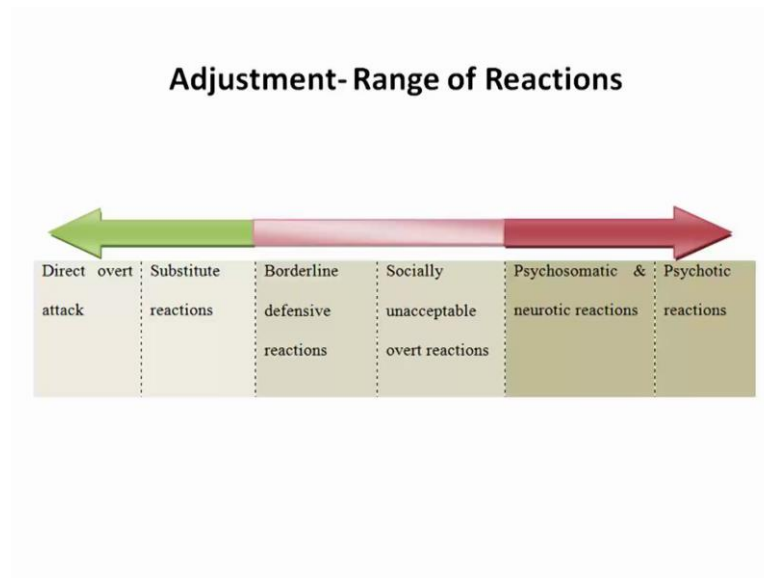 Adjustment- Range of Reactions
Direct overt attack
Substitute reactions
Borderline defensive reactions
Socially unacceptable overt reactions
Psychosomatic & neurotic reactions
Psychotic reactions